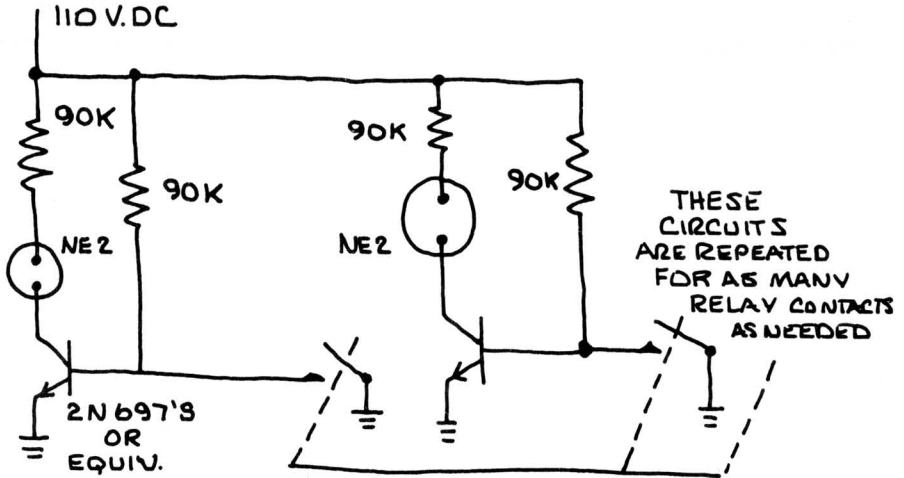 110 V.DC
90K
90K
NE2
2N697'S
OR
EQUIV.
90K
90K
NE2
THESE
CIRCUITS
ARE REPEATED
FOR AS MANY
RELAY CONTACTS
AS NEEDED